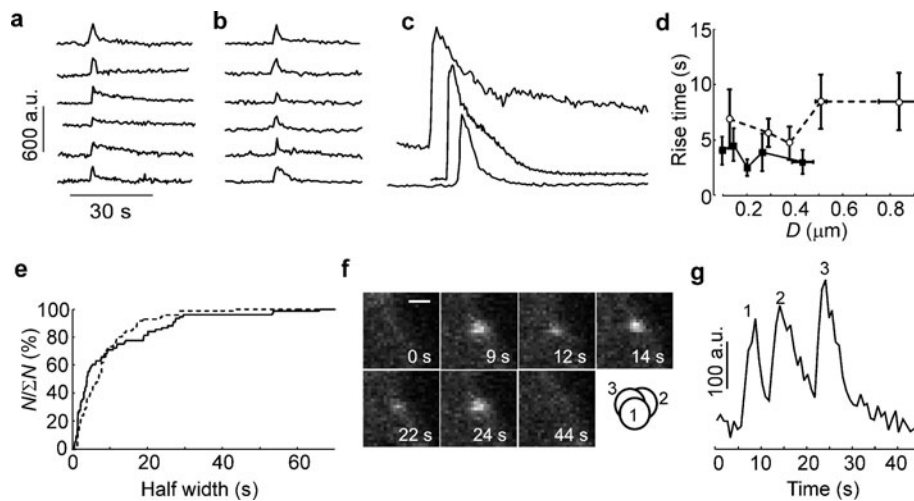 a
b
c
d
600 a.u.
30 s
Rise time (s)
15
10
5
0
0.2 0.4 0.6 0.8
D (μm)
e
N/ΣN (%)
100
80
60
40
20
0
0 20 40 60
Half width (s)
f
0 s
9 s
12 s
14 s
22 s
24 s
44 s
3
2
1
g
1
2
3
100 a.u.
0 10 20 30 40
Time (s)